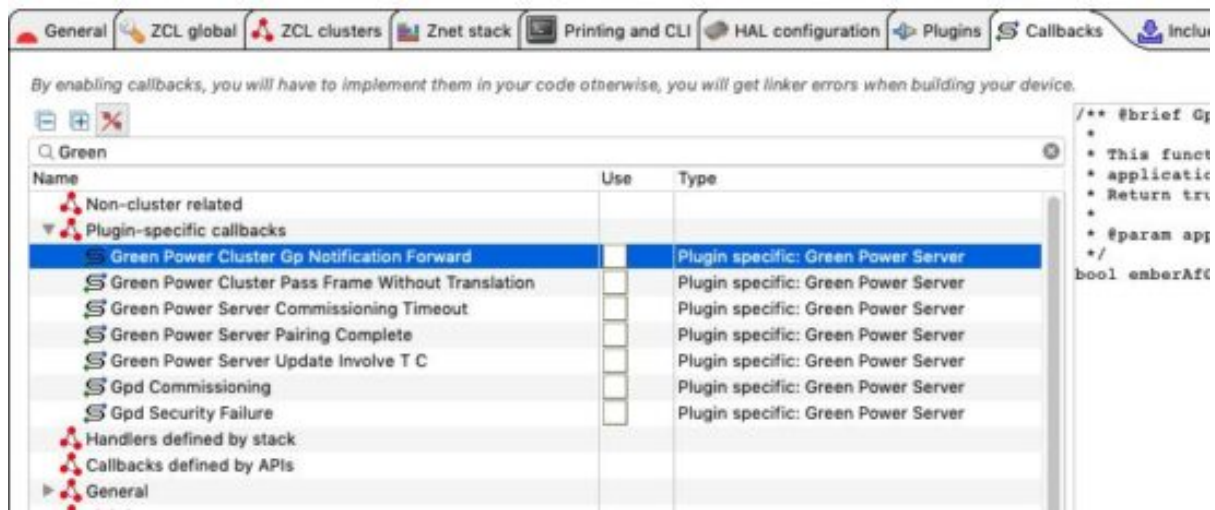 General ZCL global ZCL clusters Znet stack Printing and CLI HAL configuration Plugins Callbacks Inclu
By enabling callbacks, you will have to implement them in your code otherwise, you will get linker errors when building your device.
Green
Name Use Type
Non-cluster related
Plugin-specific callbacks
Green Power Cluster Gp Notification Forward Plugin specific: Green Power Server
Green Power Cluster Pass Frame Without Translation Plugin specific: Green Power Server
Green Power Server Commissioning Timeout Plugin specific: Green Power Server
Green Power Server Pairing Complete Plugin specific: Green Power Server
Green Power Server Update Involve T C Plugin specific: Green Power Server
Gpd Commissioning Plugin specific: Green Power Server
Gpd Security Failure Plugin specific: Green Power Server
Handlers defined by stack
Callbacks defined by APIs
General
/** @brief Gp
*
* This funct
* applicatio
* Return tru
*
* @param app
*/
bool emberAfG